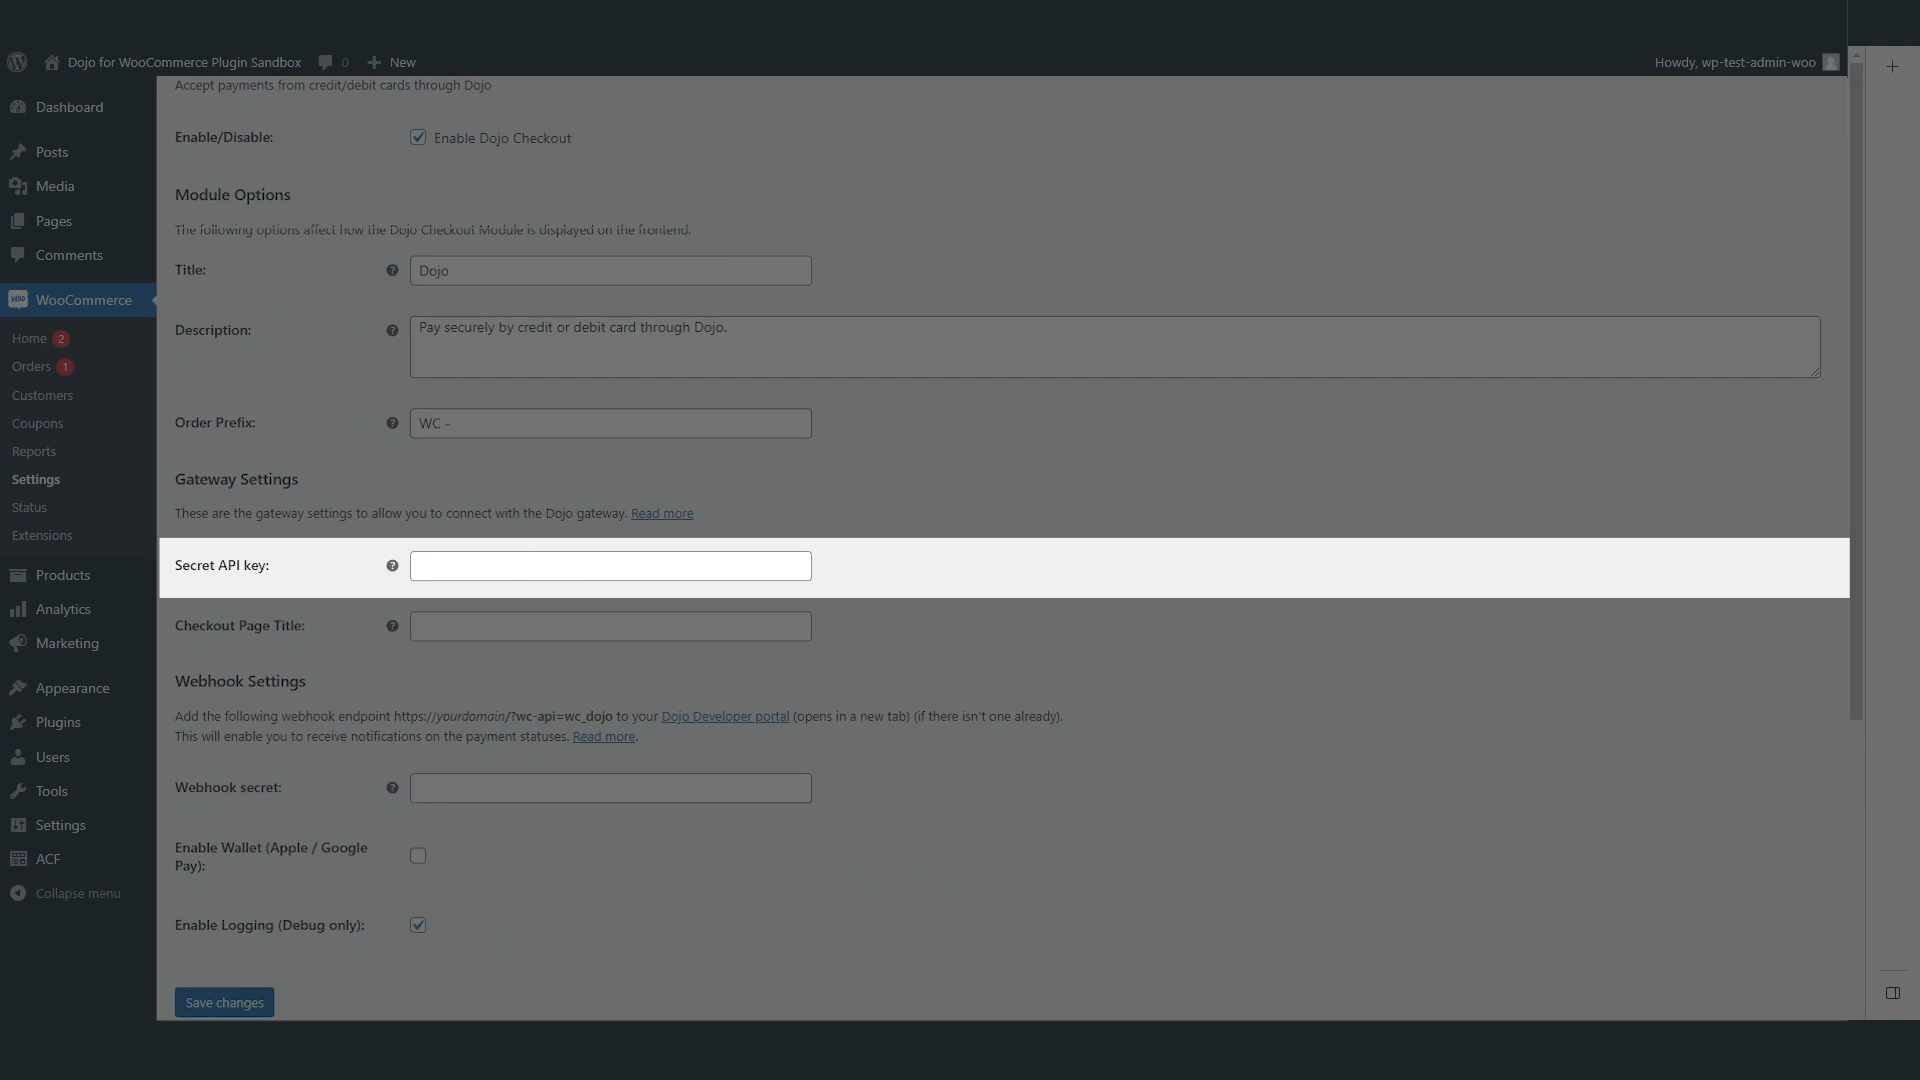 Dojo for WooCommerce Plugin Sandbox
0
New
Howdy, wp-test-admin-woo
Dashboard
Posts
Media
Pages
Comments
woo
WooCommerce
Home 2
Orders 1
Customers
Coupons
Reports
Settings
Status
Extensions
Products
Analytics
Marketing
Appearance
Plugins
Users
Tools
Settings
ACF
Collapse menu
Accept payments from credit/debit cards through Dojo
Enable/Disable:
Enable Dojo Checkout
Module Options
The following options affect how the Dojo Checkout Module is displayed on the frontend.
Title:
Dojo
Description:
Pay securely by credit or debit card through Dojo.
Order Prefix:
WC -
Gateway Settings
These are the gateway settings to allow you to connect with the Dojo gateway. Read more
Secret API key:
Checkout Page Title:
Webhook Settings
Add the following webhook endpoint https://yourdomain/?wc-api=wc_dojo to your Dojo Developer portal (opens in a new tab) (if there isn't one already).
This will enable you to receive notifications on the payment statuses. Read more.
Webhook secret:
Enable Wallet (Apple / Google
Pay):
Enable Logging (Debug only):
Save changes